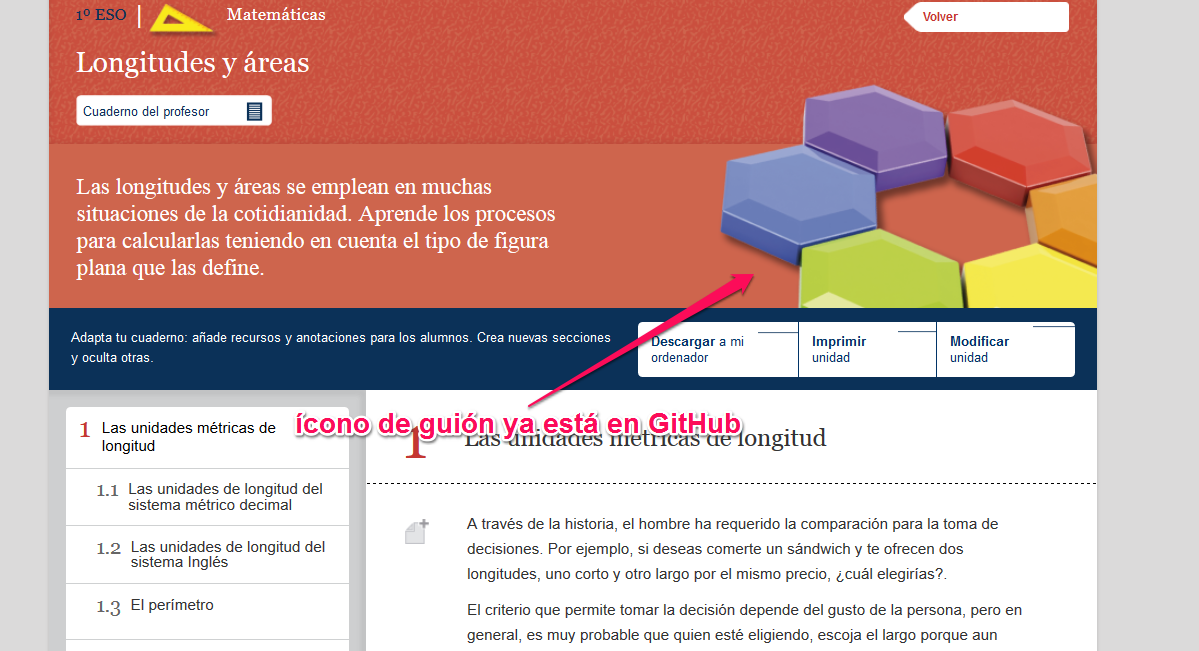 1º ESO
Matemáticas
Volver
Longitudes y áreas
Cuaderno del profesor
Las longitudes y áreas se emplean en muchas
situaciones de la cotidianidad. Aprende los procesos
para calcularlas teniendo en cuenta el tipo de figura
plana que las define.
Adapta tu cuaderno: añade recursos y anotaciones para los alumnos. Crea nuevas secciones
y oculta otras.
Descargar a mi
ordenador
Imprimir
unidad
Modificar
unidad
ícono de guión ya está en GitHub
1 Las unidades métricas de
longitud
1.1 Las unidades de longitud del
sistema métrico decimal
1.2 Las unidades de longitud del
sistema Inglés
1.3 El perímetro
1 Las unidades métricas de longitud
A través de la historia, el hombre ha requerido la comparación para la toma de
decisiones. Por ejemplo, si deseas comerte un sándwich y te ofrecen dos
longitudes, uno corto y otro largo por el mismo precio, ¿cuál elegirías?.
El criterio que permite tomar la decisión depende del gusto de la persona, pero en
general, es muy probable que quien esté eligiendo, escoja el largo porque aun